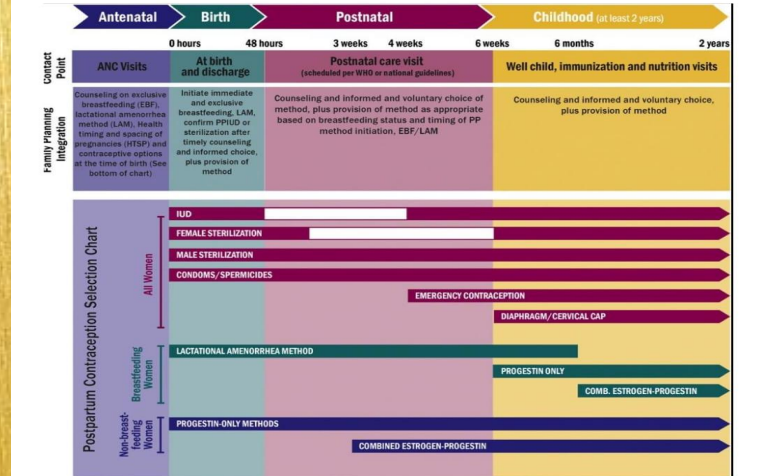 Antenatal
Birth
Postnatal
Childhood (at least 2 years)
0 hours
48 hours
3 weeks
4 weeks
6 weeks
6 months
2 years
Contact
Point
ANC Visits
At birth
and discharge
Postnatal care visit
(scheduled per WHO or national guidelines)
Well child, immunization and nutrition visits
Family Planning
Integration
Counseling on exclusive
breastfeeding (EBF),
lactational amenorrhea
method (LAM), Health
timing and spacing of
pregnancies (HTSP) and
contraceptive options
at the time of birth (See
bottom of chart)
Initiate immediate
and exclusive
breastfeeding, LAM,
confirm PPIUD or
sterilization after
timely counseling
and informed choice,
plus provision of
method
Counseling and informed and voluntary choice of
method, plus provision of method as appropriate
based on breastfeeding status and timing of PP
method initiation, EBF/LAM
Counseling and informed and voluntary choice,
plus provision of method
Postpartum Contraception Selection Chart
All Women
IUD
FEMALE STERILIZATION
MALE STERILIZATION
CONDOMS/SPERMICIDES
EMERGENCY CONTRACEPTION
DIAPHRAGM/CERVICAL CAP
Breastfeeding
Women
LACTATIONAL AMENORRHEA METHOD
PROGESTIN ONLY
COMB. ESTROGEN-PROGESTIN
Non-breast-
feeding
Women
PROGESTIN-ONLY METHODS
COMBINED ESTROGEN-PROGESTIN